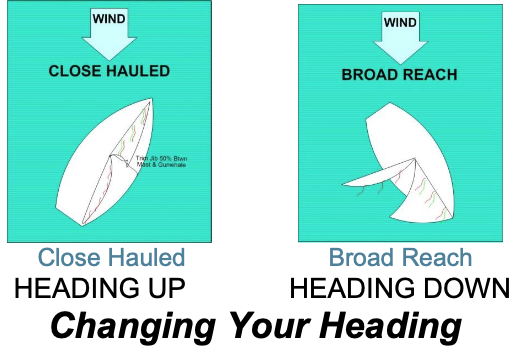 WIND
CLOSE HAULED
Trim Jib 50% Btwn
Mast & Gunwhale
Close Hauled
HEADING UP
WIND
BROAD REACH
Broad Reach
HEADING DOWN
Changing Your Heading